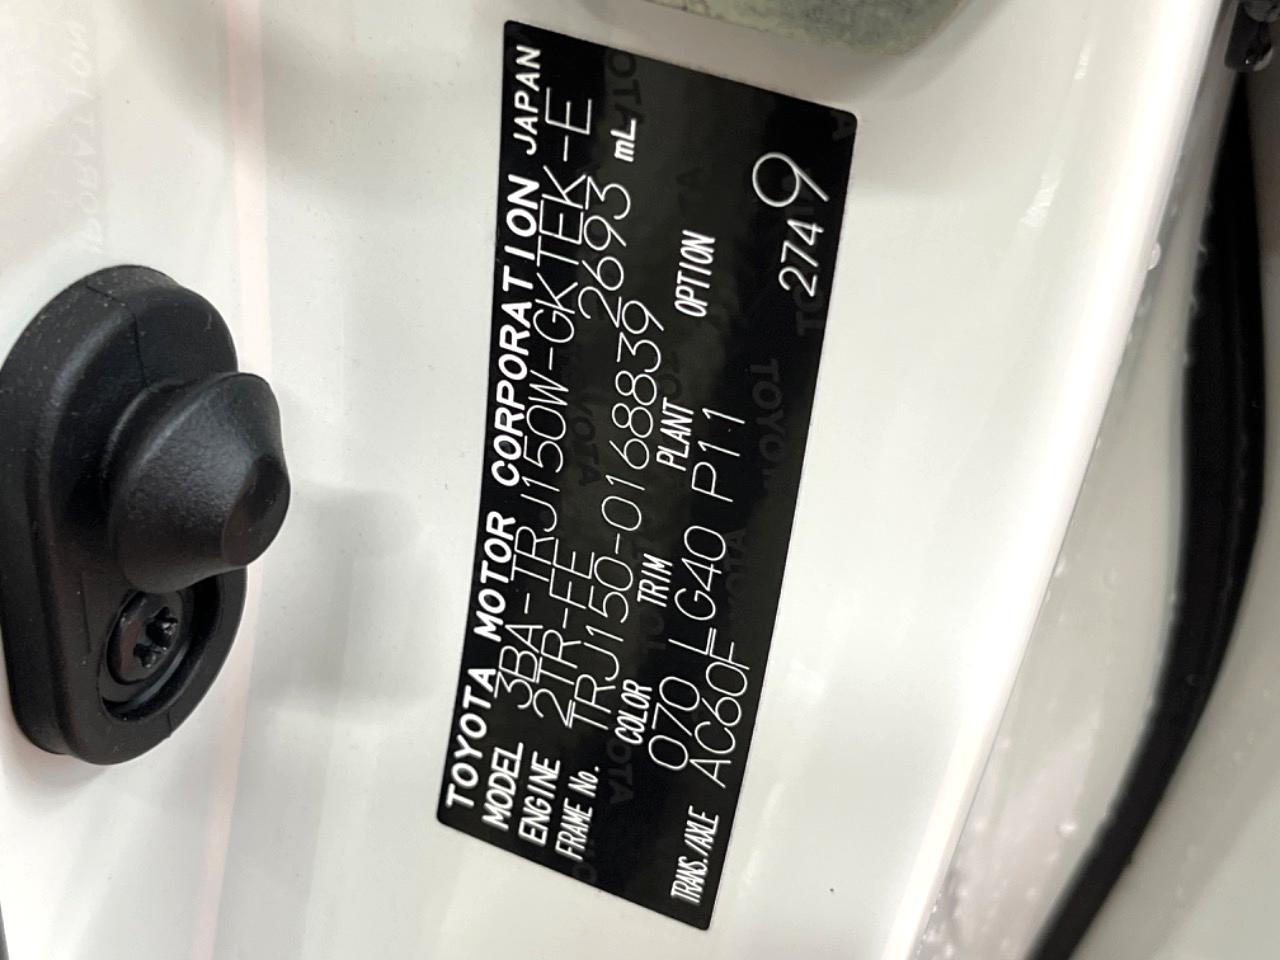 TOYOTA MOTOR CORPORATION JAPAN
MODEL 3BA-TRJ150W-GKTEK-E
ENGINE 2TR-FE 2693 mL
FRAME No. TRJ150-0168839
COLOR TRIM PLANT OPTION
070 LG40 P11
TRANS./AXLE AC60F
2749